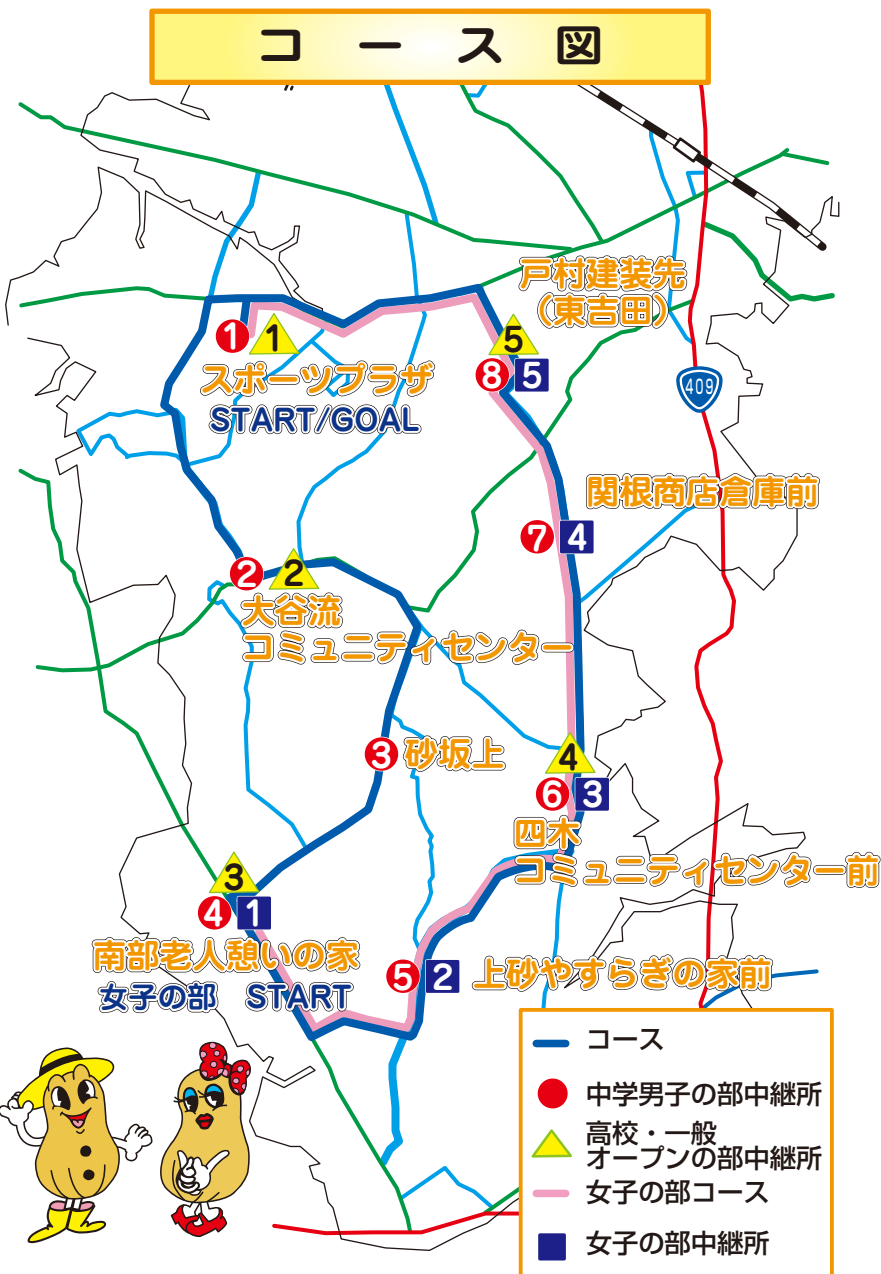 コース図
戸村建装先
（東吉田）
1 1
5
8 5
スポーツプラザ
START/GOAL
409
関根商店倉庫前
7 4
2 2
大谷流
コミュニティセンター
3 砂坂上
4
6 3
四木
コミュニティセンター前
3
4 1
南部老人憩いの家
女子の部 START
5 2 上砂やすらぎの家前
コース
中学男子の部中継所
高校・一般
オープンの部中継所
女子の部コース
女子の部中継所